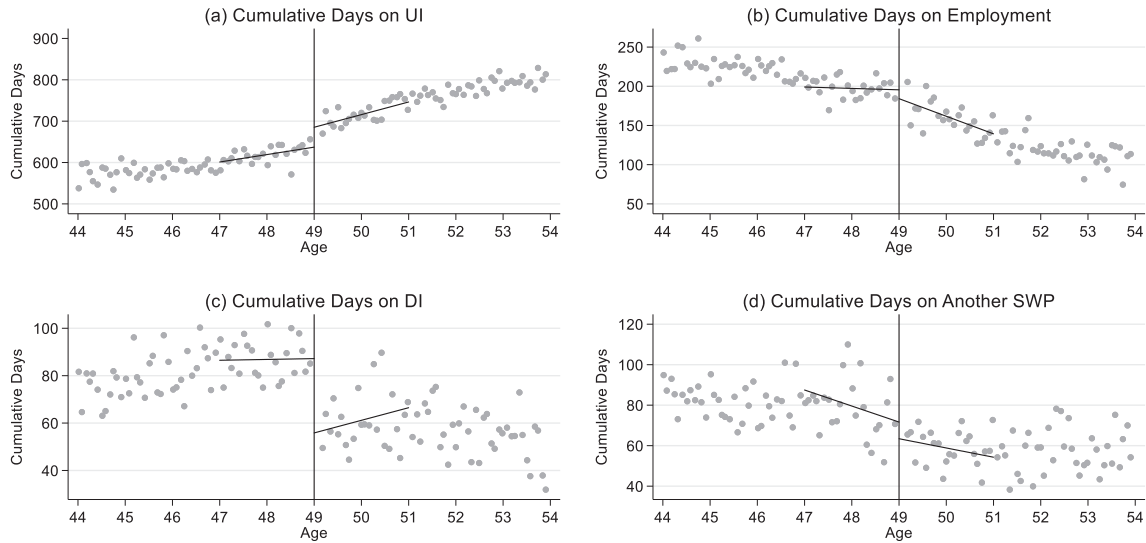 (a) Cumulative Days on UI
Cumulative Days
900
800
700
600
500
44 45 46 47 48 49 50 51 52 53 54
Age
(b) Cumulative Days on Employment
Cumulative Days
250
200
150
100
50
44 45 46 47 48 49 50 51 52 53 54
Age
(c) Cumulative Days on DI
Cumulative Days
100
80
60
40
44 45 46 47 48 49 50 51 52 53 54
Age
(d) Cumulative Days on Another SWP
Cumulative Days
120
100
80
60
40
44 45 46 47 48 49 50 51 52 53 54
Age